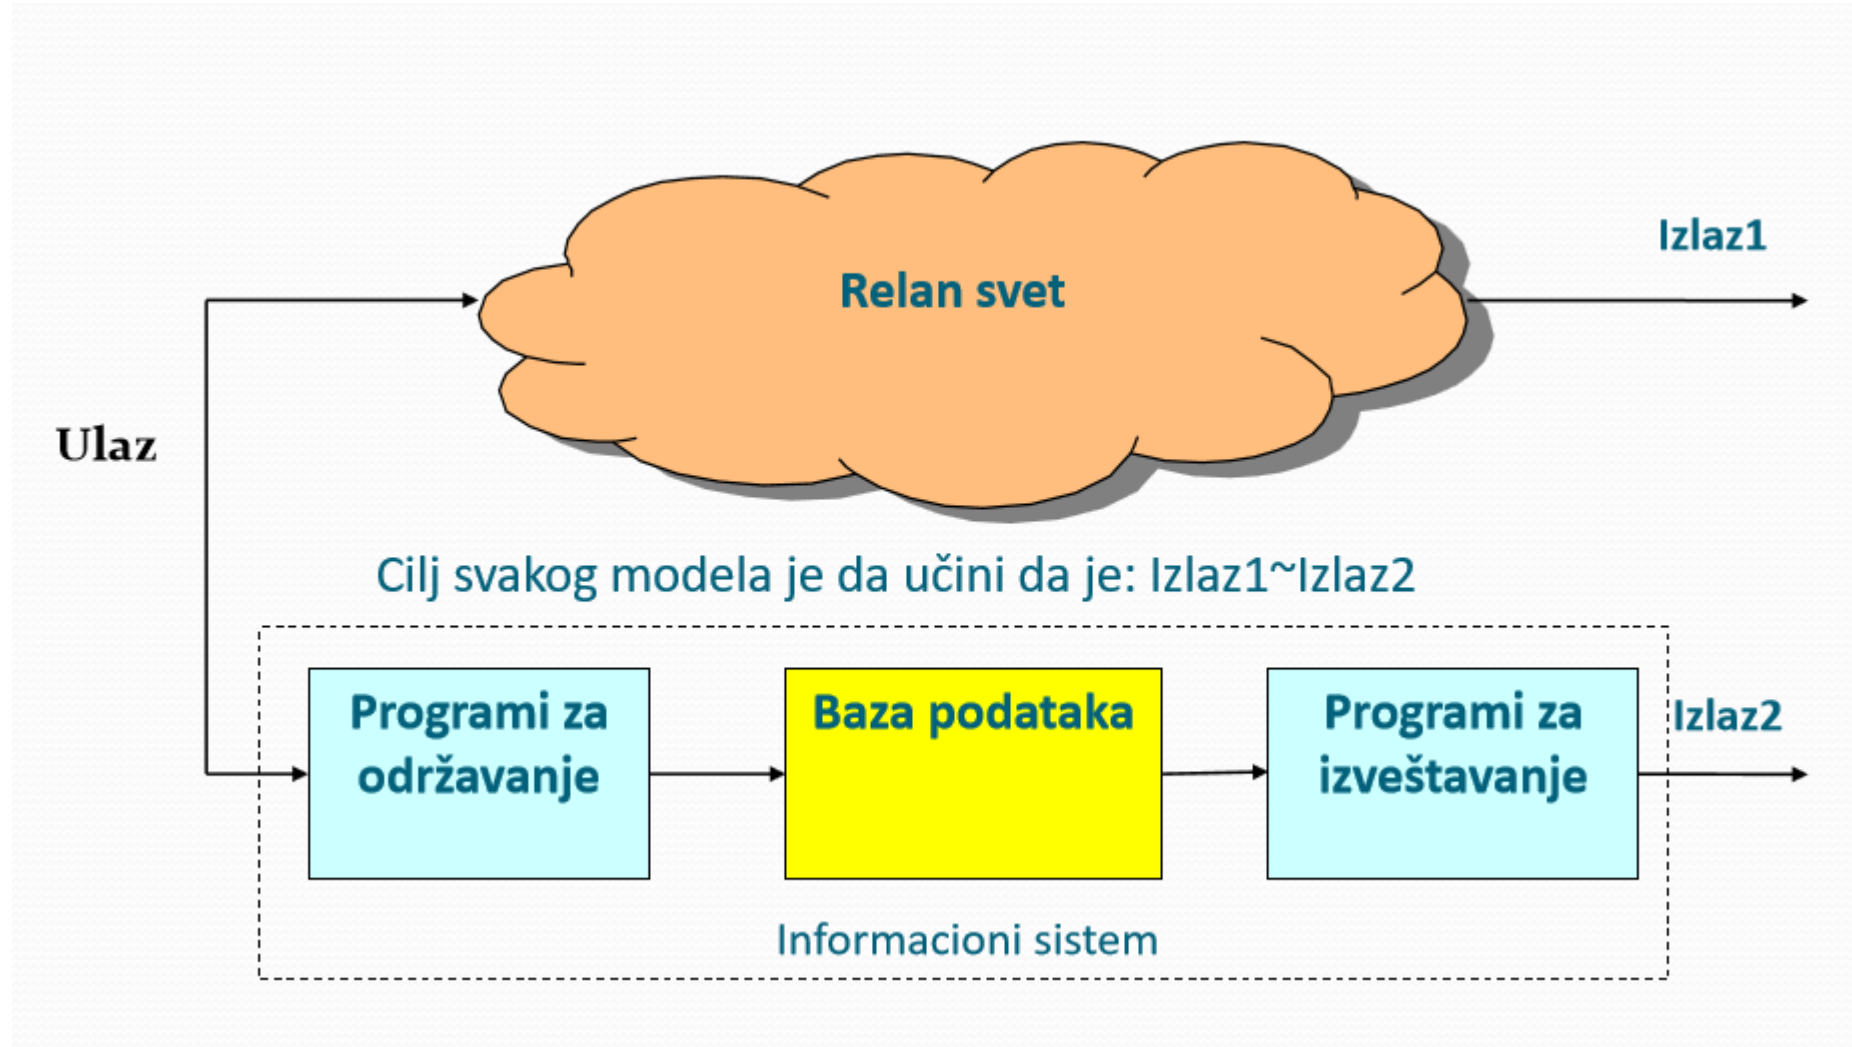 Izlaz1
Relan svet
Ulaz
Cilj svakog modela je da učini da je: Izlaz1~Izlaz2
Programi za
održavanje
Baza podataka
Programi za
izveštavanje
Izlaz2
Informacioni sistem